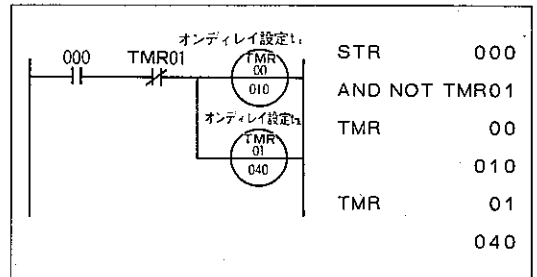 オンディレイ設定t₁
000 TMR01
TMR
00
010
オンディレイ設定t₂
TMR
01
040
STR 000
AND NOT TMR01
TMR 00
010
TMR 01
040